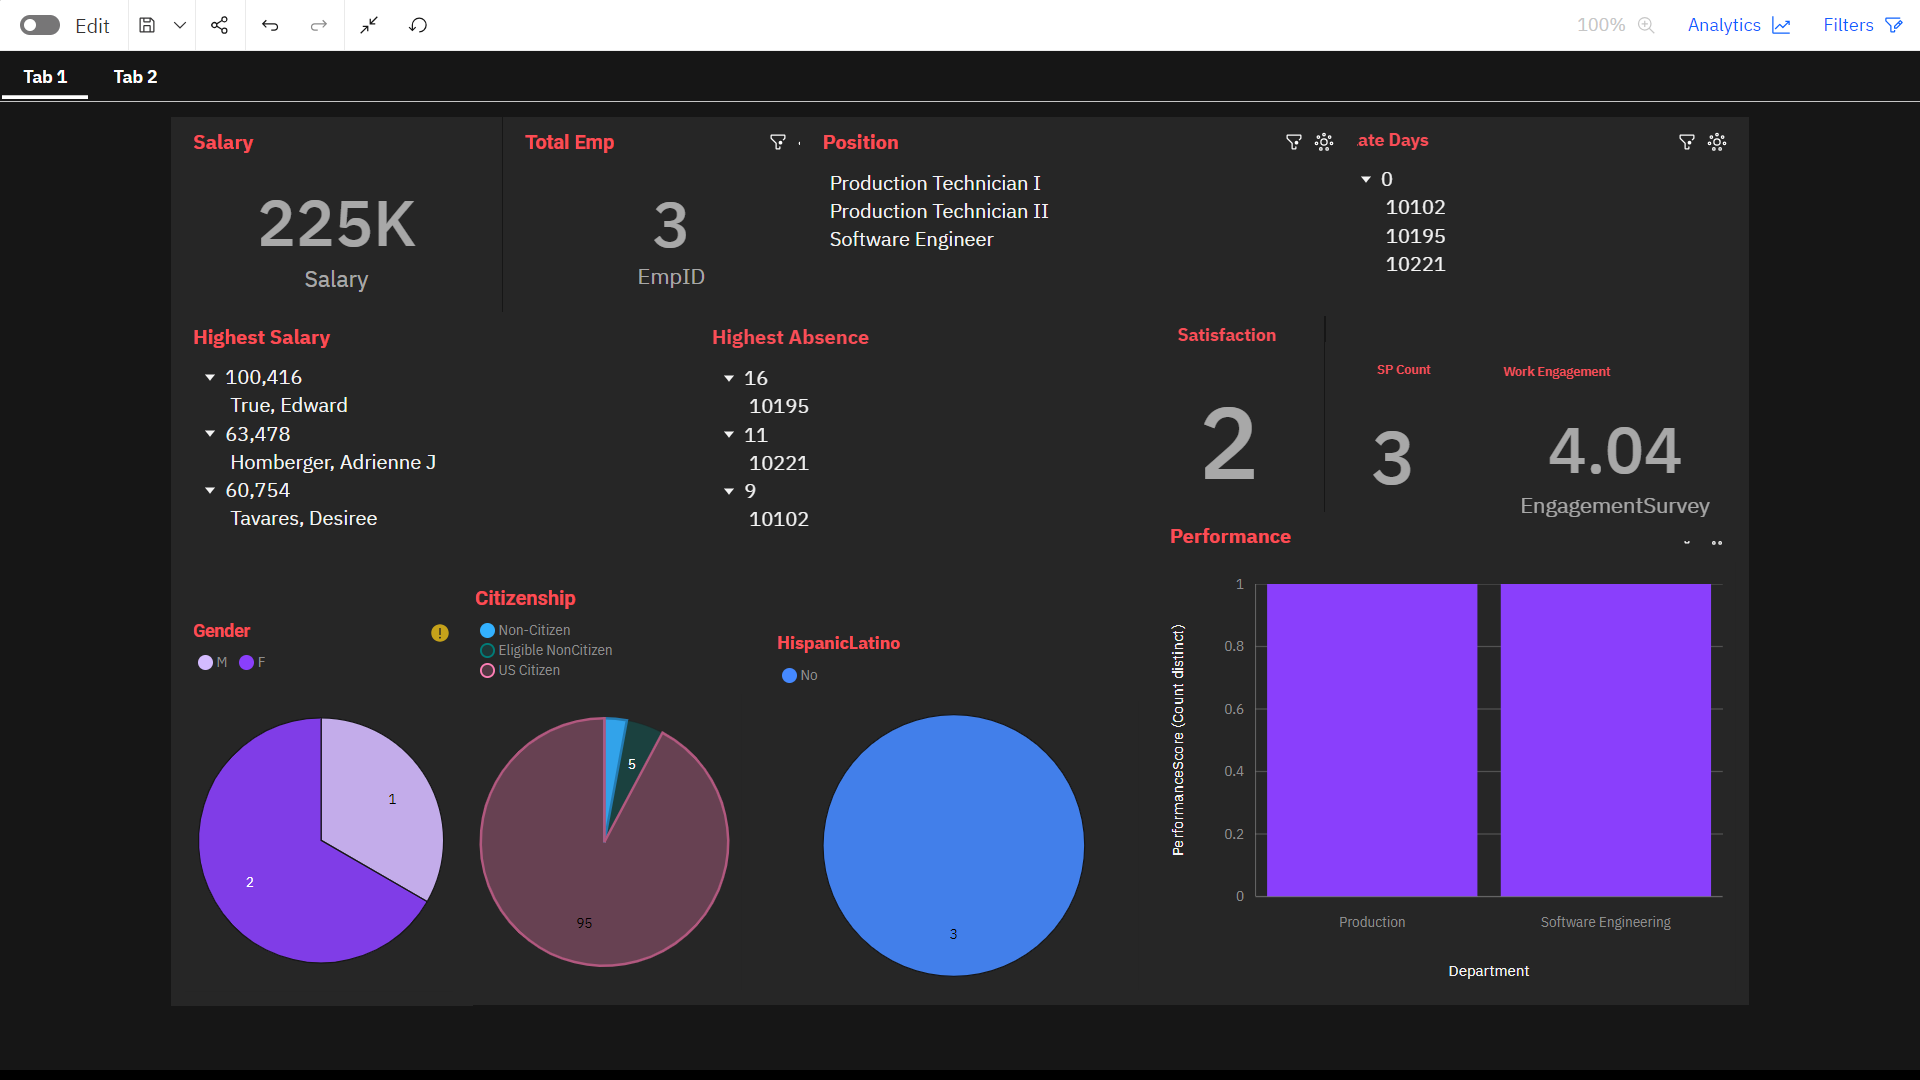 Edit
100%
Analytics
Filters
Tab 1
Tab 2
Salary
225K
Salary
Total Emp
3
EmpID
Position
Production Technician I
Production Technician II
Software Engineer
ate Days
0
10102
10195
10221
Highest Salary
100,416
True, Edward
63,478
Homberger, Adrienne J
60,754
Tavares, Desiree
Highest Absence
16
10195
11
10221
9
10102
Satisfaction
2
SP Count
3
Work Engagement
4.04
EngagementSurvey
Gender
M F
1
2
Citizenship
Non-Citizen
Eligible NonCitizen
US Citizen
5
95
HispanicLatino
No
3
Performance
PerformanceScore (Count distinct)
1
0.8
0.6
0.4
0.2
0
Production
Software Engineering
Department